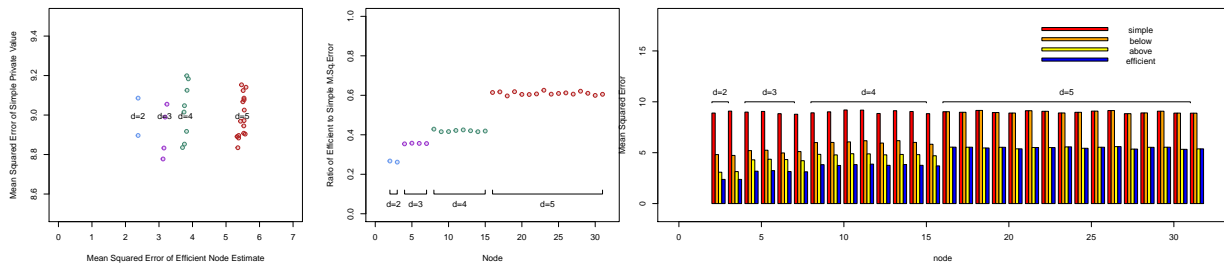 Mean Squared Error of Simple Private Value
8.6 8.8 9.0 9.2 9.4
d=2 d=3 d=4 d=5
0 1 2 3 4 5 6 7
Mean Squared Error of Efficient Node Estimate
Ratio of Efficient to Simple M.Sq.Error
0.0 0.2 0.4 0.6 0.8 1.0
d=2 d=3 d=4 d=5
0 5 10 15 20 25 30
Node
Mean Squared Error
0 5 10 15
simple
below
above
efficient
d=2 d=3 d=4 d=5
0 5 10 15 20 25 30
node